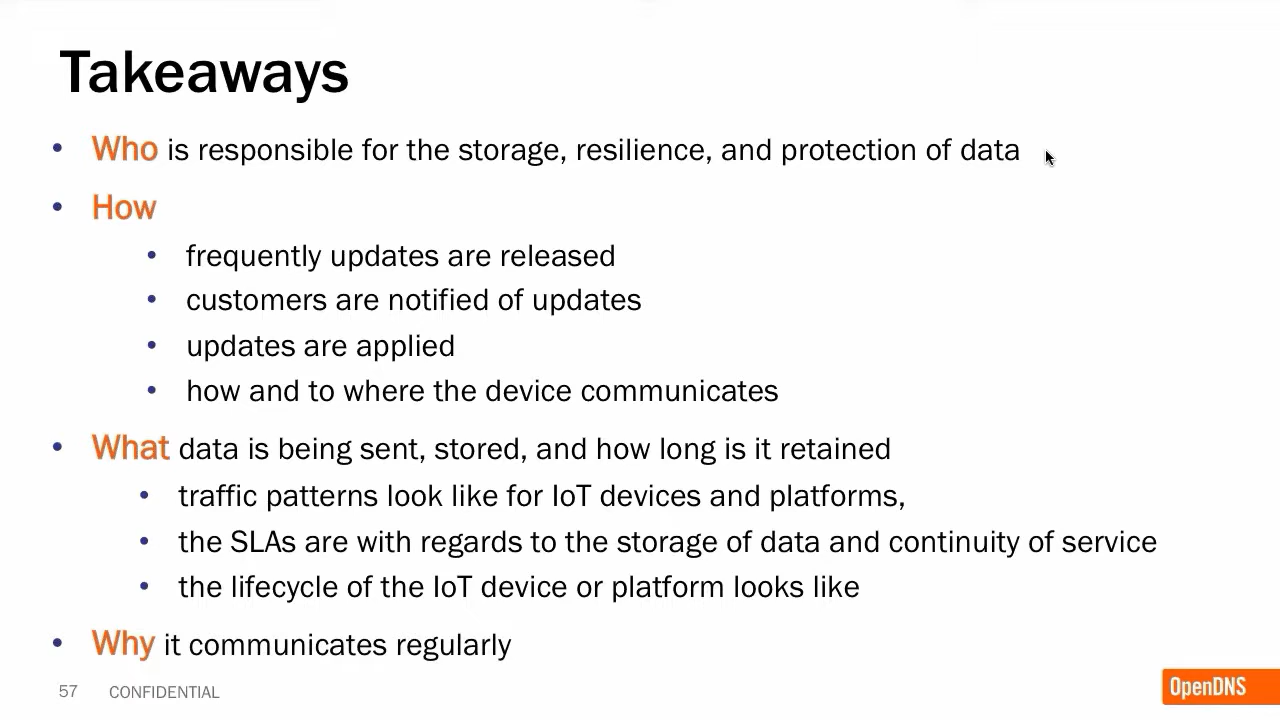 Takeaways
• Who is responsible for the storage, resilience, and protection of data
• How
• frequently updates are released
• customers are notified of updates
• updates are applied
• how and to where the device communicates
• What data is being sent, stored, and how long is it retained
• traffic patterns look like for IoT devices and platforms,
• the SLAs are with regards to the storage of data and continuity of service
• the lifecycle of the IoT device or platform looks like
• Why it communicates regularly
57 CONFIDENTIAL
OpenDNS